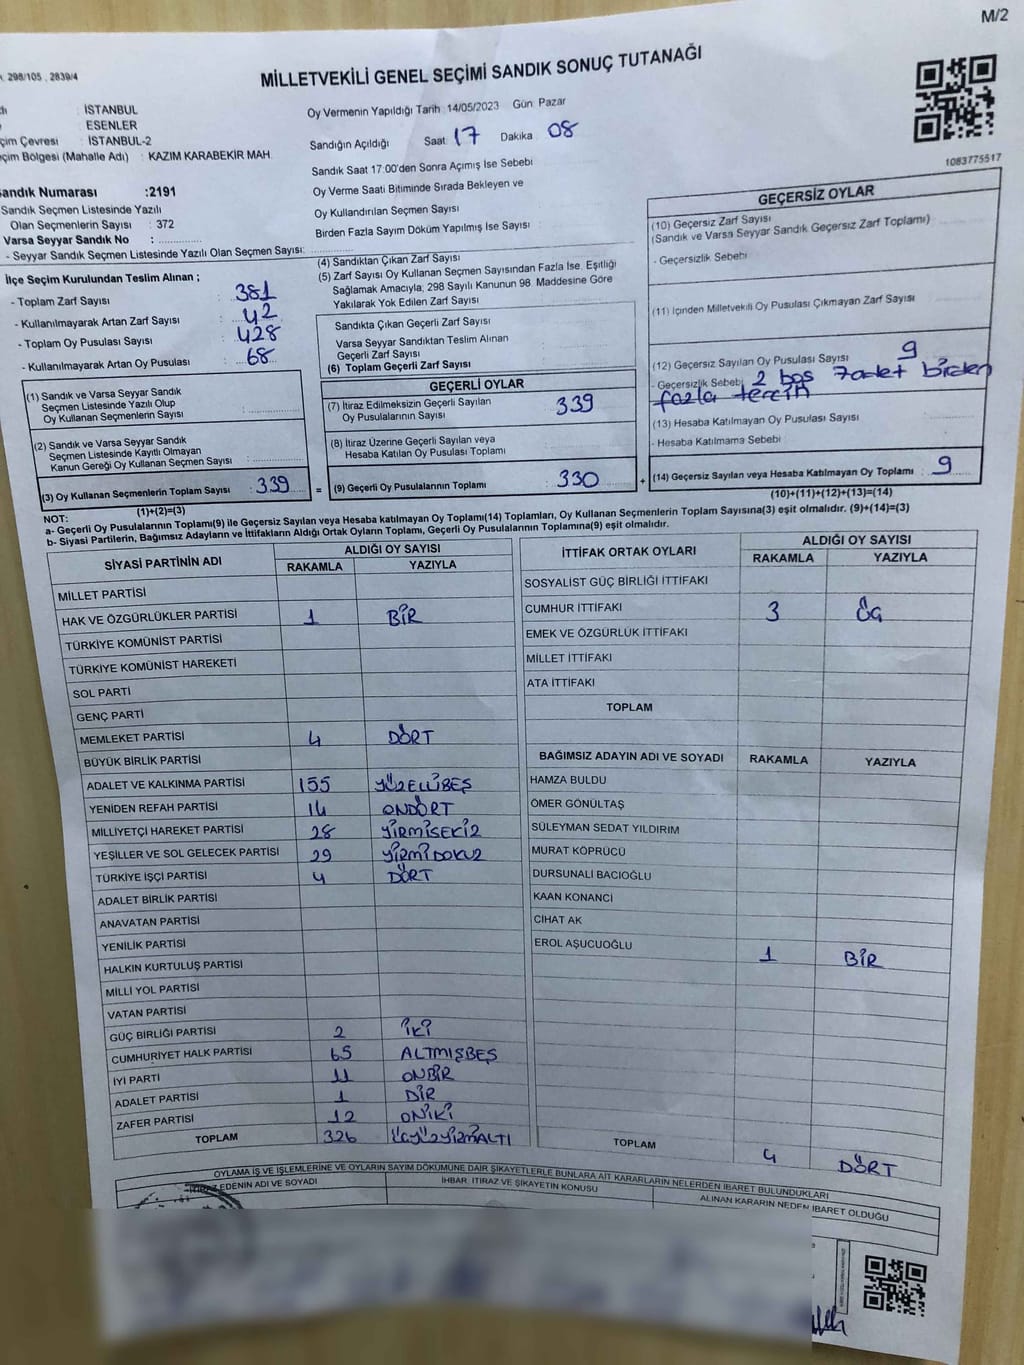 M/2
298/105 , 2839/4
MİLLETVEKİLİ GENEL SEÇİMİ SANDIK SONUÇ TUTANAĞI
: İSTANBUL
: ESENLER
çim Çevresi : İSTANBUL-2
çim Bölgesi (Mahalle Adı) : KAZIM KARABEKİR MAH.
Sandık Numarası :2191
Sandık Seçmen Listesinde Yazılı
Olan Seçmenlerin Sayısı : 372
Varsa Seyyar Sandık No :
- Seyyar Sandık Seçmen Listesinde Yazılı Olan Seçmen Sayısı:
Oy Vermenin Yapıldığı Tarih : 14/05/2023 Gün: Pazar
Sandığın Açıldığı Saat 17 Dakika 08
Sandık Saat 17:00'den Sonra Açımış İse Sebebi
Oy Verme Saati Bitiminde Sırada Bekleyen ve
Oy Kullandırılan Seçmen Sayısı
Birden Fazla Sayım Döküm Yapılmış İse Sayısı
1083775517
İlçe Seçim Kurulundan Teslim Alınan ;
- Toplam Zarf Sayısı : 381
- Kullanılmayarak Artan Zarf Sayısı : 42
- Toplam Oy Pusulası Sayısı : 428
- Kullanılmayarak Artan Oy Pusulası : 68
(1) Sandık ve Varsa Seyyar Sandık
Seçmen Listesinde Yazılı Olup
Oy Kullanan Seçmenlerin Sayısı
(2) Sandık ve Varsa Seyyar Sandık
Seçmen Listesinde Kayıtlı Olmayan
Kanun Gereği Oy Kullanan Seçmen Sayısı
(3) Oy Kullanan Seçmenlerin Toplam Sayısı : 339
(1)+(2)=(3)
(4) Sandıktan Çıkan Zarf Sayısı
(5) Zarf Sayısı Oy Kullanan Seçmen Sayısından Fazla İse, Eşitliği
Sağlamak Amacıyla, 298 Sayılı Kanunun 98. Maddesine Göre
Yakılarak Yok Edilen Zarf Sayısı
Sandıkta Çıkan Geçerli Zarf Sayısı
Varsa Seyyar Sandıktan Teslim Alınan
Geçerli Zarf Sayısı
(6) Toplam Geçerli Zarf Sayısı
GEÇERLİ OYLAR
(7) İtiraz Edilmeksizin Geçerli Sayılan
Oy Pusulalarının Sayısı 339
(8) İtiraz Üzerine Geçerli Sayılan veya
Hesaba Katılan Oy Pusulası Toplamı
= (9) Geçerli Oy Pusulalarının Toplamı : 330 +
GEÇERSİZ OYLAR
(10) Geçersiz Zarf Sayısı
(Sandık ve Varsa Seyyar Sandık Geçersiz Zarf Toplamı)
- Geçersizlik Sebebi
(11) İçinden Milletvekili Oy Pusulası Çıkmayan Zarf Sayısı
(12) Geçersiz Sayılan Oy Pusulası Sayısı 9
- Geçersizlik Sebebi 2 boş 7 adet birden
fazla tercih
(13) Hesaba Katılmayan Oy Pusulası Sayısı
- Hesaba Katılmama Sebebi
(14) Geçersiz Sayılan veya Hesaba Katılmayan Oy Toplamı : 9
(10)+(11)+(12)+(13)=(14)
NOT:
a- Geçerli Oy Pusulalarının Toplamı(9) ile Geçersiz Sayılan veya Hesaba katılmayan Oy Toplamı(14) Toplamları, Oy Kullanan Seçmenlerin Toplam Sayısına(3) eşit olmalıdır. (9)+(14)=(3)
b- Siyasi Partilerin, Bağımsız Adayların ve İttifakların Aldığı Ortak Oyların Toplamı, Geçerli Oy Pusulalarının Toplamına(9) eşit olmalıdır.
SİYASİ PARTİNİN ADI ALDIĞI OY SAYISI
RAKAMLA YAZIYLA
MİLLET PARTİSİ
HAK VE ÖZGÜRLÜKLER PARTİSİ 1 BİR
TÜRKİYE KOMÜNİST PARTİSİ
TÜRKİYE KOMÜNİST HAREKETİ
SOL PARTİ
GENÇ PARTİ
MEMLEKET PARTİSİ 4 DÖRT
BÜYÜK BİRLİK PARTİSİ
ADALET VE KALKINMA PARTİSİ 155 YÜZELLİBEŞ
YENİDEN REFAH PARTİSİ 14 ONDÖRT
MİLLİYETÇİ HAREKET PARTİSİ 28 YİRMİSEKİZ
YEŞİLLER VE SOL GELECEK PARTİSİ 29 YİRMİDOKUZ
TÜRKİYE İŞÇİ PARTİSİ 4 DÖRT
ADALET BİRLİK PARTİSİ
ANAVATAN PARTİSİ
YENİLİK PARTİSİ
HALKIN KURTULUŞ PARTİSİ
MİLLİ YOL PARTİSİ
VATAN PARTİSİ
GÜÇ BİRLİĞİ PARTİSİ 2 İKİ
CUMHURİYET HALK PARTİSİ 65 ALTMIŞBEŞ
İYİ PARTİ 11 ONBİR
ADALET PARTİSİ 1 BİR
ZAFER PARTİSİ 12 ONİKİ
TOPLAM 326 ÜÇYÜZYİRMİALTI
İTTİFAK ORTAK OYLARI ALDIĞI OY SAYISI
RAKAMLA YAZIYLA
SOSYALİST GÜÇ BİRLİĞİ İTTİFAKI
CUMHUR İTTİFAKI 3 ÜÇ
EMEK VE ÖZGÜRLÜK İTTİFAKI
MİLLET İTTİFAKI
ATA İTTİFAKI
TOPLAM
BAĞIMSIZ ADAYIN ADI VE SOYADI RAKAMLA YAZIYLA
HAMZA BULDU
ÖMER GÖNÜLTAŞ
SÜLEYMAN SEDAT YILDIRIM
MURAT KÖPRÜCÜ
DURSUNALİ BACIOĞLU
KAAN KONANCI
CİHAT AK
EROL AŞUCUOĞLU 1 BİR
TOPLAM 4 DÖRT
OYLAMA İŞ VE İŞLEMLERİNE VE OYLARIN SAYIM DÖKÜMÜNE DAİR ŞİKAYETLERLE BUNLARA AİT KARARLARIN NELERDEN İBARET BULUNDUKLARI
EDENİN ADI VE SOYADI
İHBAR, İTİRAZ VE ŞİKAYETİN KONUSU
ALINAN KARARIN NEDEN İBARET OLDUĞU